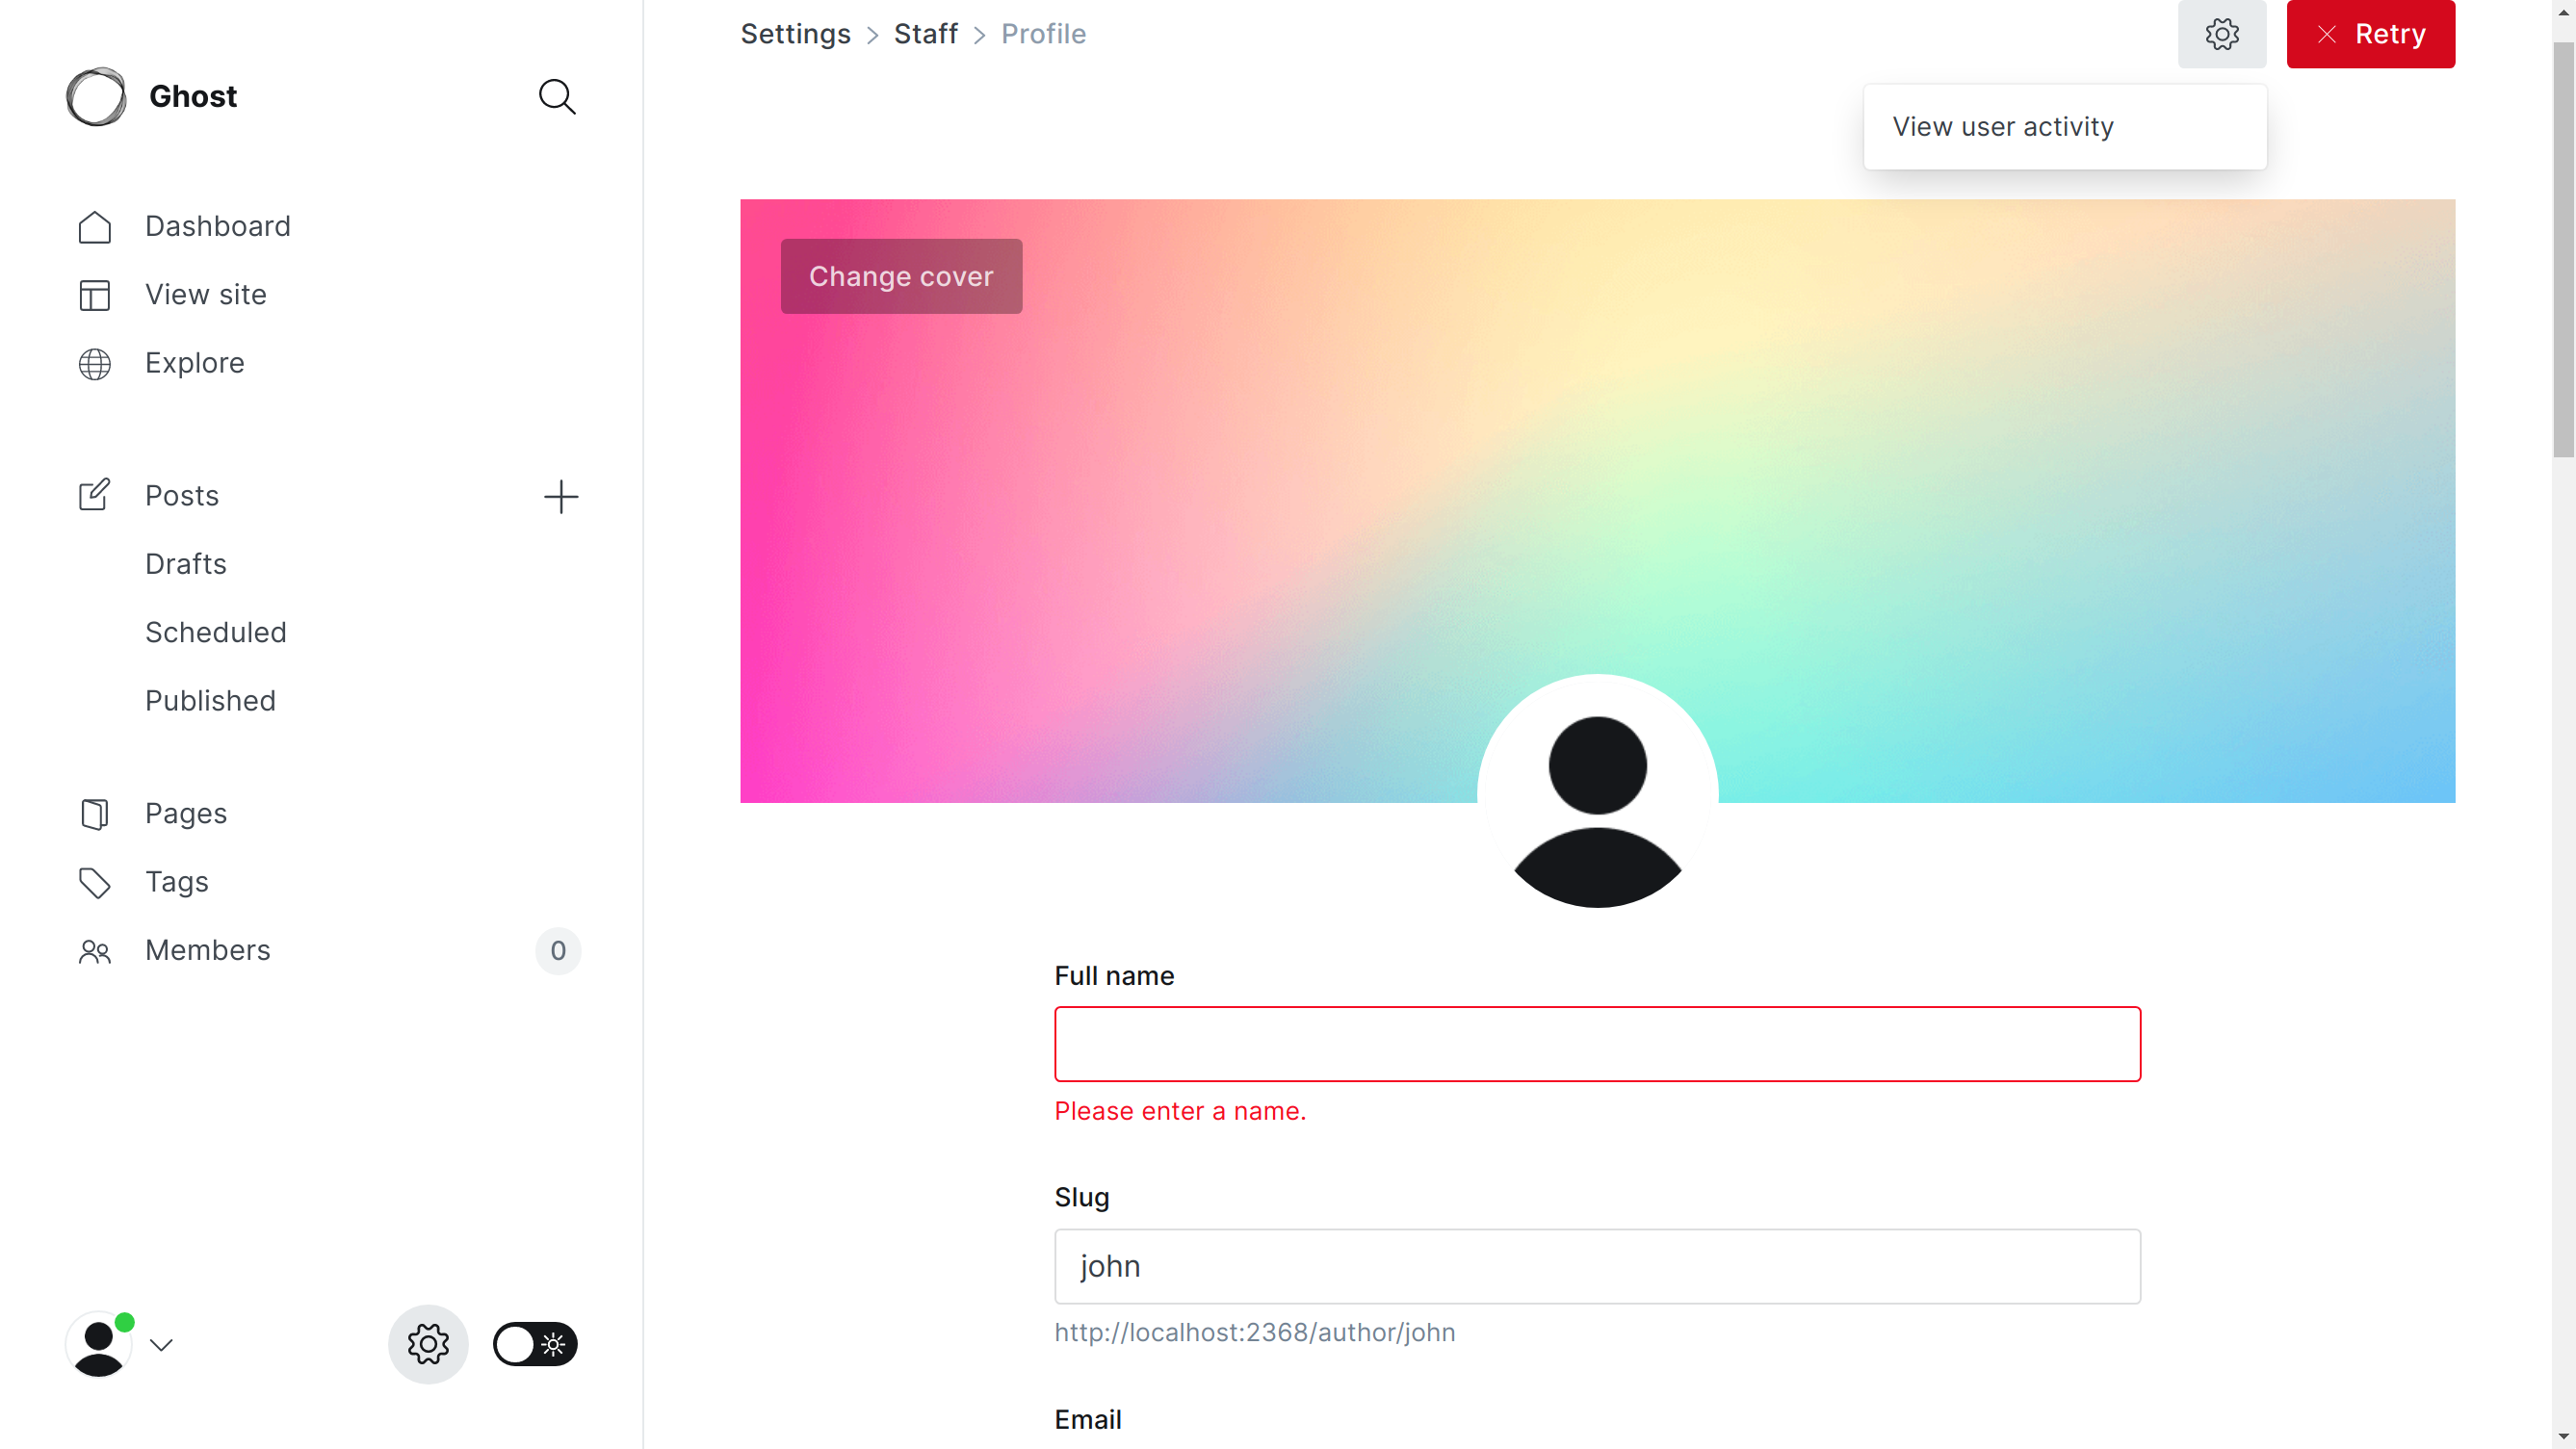 Ghost
Dashboard
View site
Explore
Posts
Drafts
Scheduled
Published
Pages
Tags
Members
0
Settings > Staff > Profile
Retry
View user activity
Change cover
Full name
Please enter a name.
Slug
john
http://localhost:2368/author/john
Email